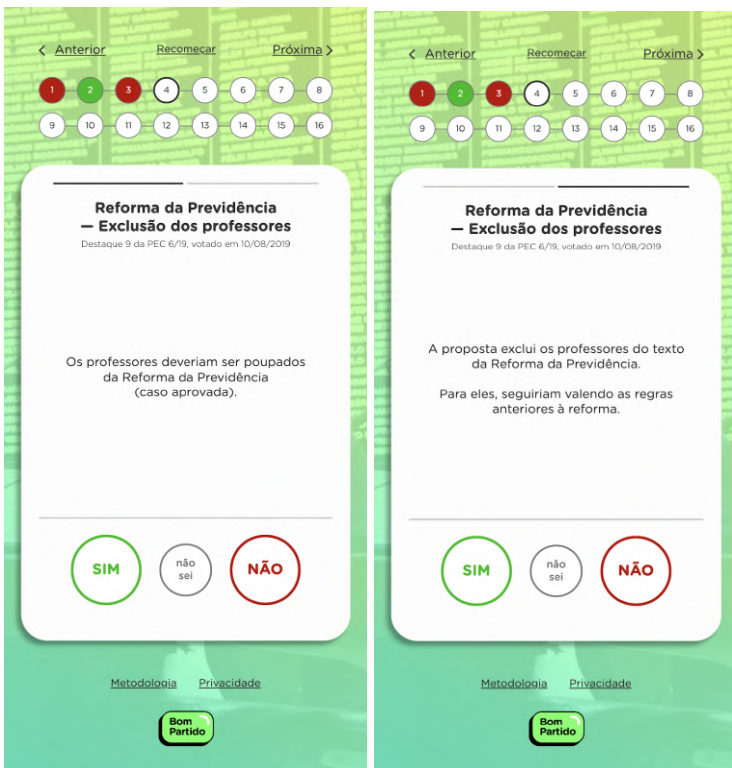 Anterior
Recomeçar
Próxima
1 2 3 4 5 6 7 8
9 10 11 12 13 14 15 16
Reforma da Previdência
— Exclusão dos professores
Destaque 9 da PEC 6/19, votado em 10/08/2019
Os professores deveriam ser poupados
da Reforma da Previdência
(caso aprovada).
SIM
não
sei
NÃO
Metodologia
Privacidade
Bom
Partido
Anterior
Recomeçar
Próxima
1 2 3 4 5 6 7 8
9 10 11 12 13 14 15 16
Reforma da Previdência
— Exclusão dos professores
Destaque 9 da PEC 6/19, votado em 10/08/2019
A proposta exclui os professores do texto
da Reforma da Previdência.
Para eles, seguiriam valendo as regras
anteriores à reforma.
SIM
não
sei
NÃO
Metodologia
Privacidade
Bom
Partido